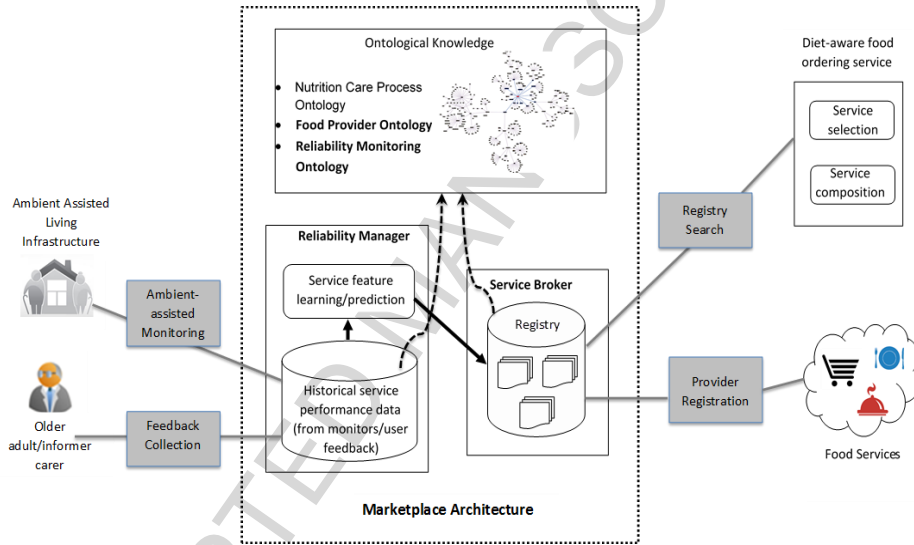 Ontological Knowledge
Nutrition Care Process
Ontology
Food Provider Ontology
Reliability Monitoring
Ontology
Diet-aware food
ordering service
Service
selection
Service
composition
Ambient Assisted
Living
Infrastructure
Ambient-
assisted
Monitoring
Older
adult/informer
carer
Feedback
Collection
Reliability Manager
Service feature
learning/prediction
Historical service
performance data
(from monitors/user
feedback)
Service Broker
Registry
Registry
Search
Provider
Registration
Food Services
Marketplace Architecture